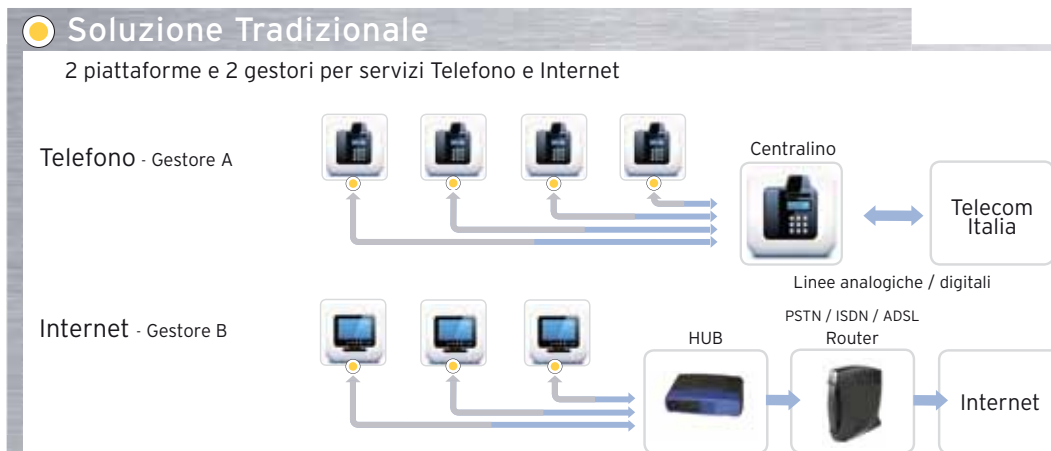 Soluzione Tradizionale
2 piattaforme e 2 gestori per servizi Telefono e Internet
Telefono - Gestore A
Centralino
Telecom
Italia
Linee analogiche / digitali
Internet - Gestore B
PSTN / ISDN / ADSL
HUB
Router
Internet